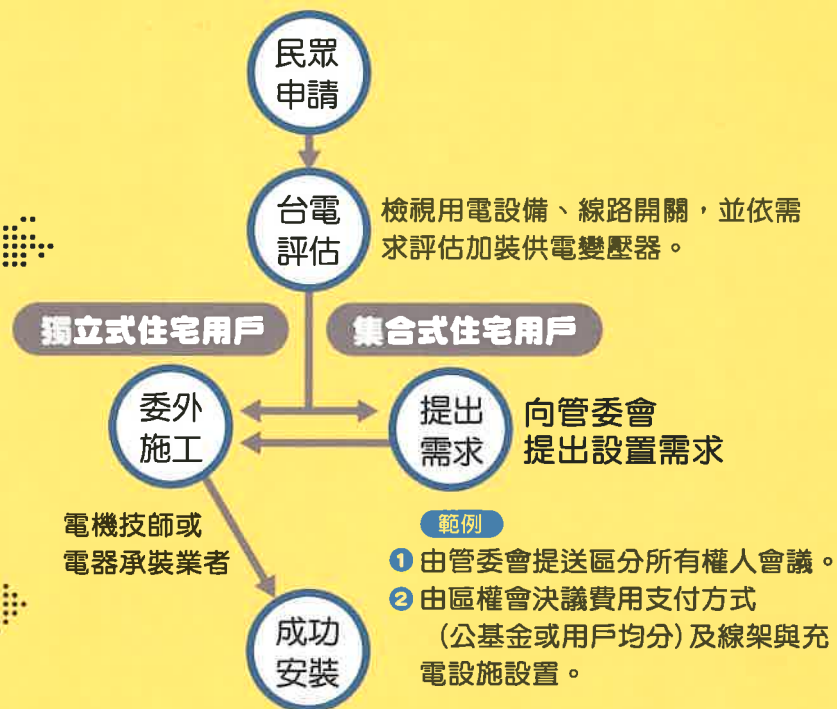 民眾
申請
台電
評估
檢視用電設備、線路開關，並依需
求評估加裝供電變壓器。
獨立式住宅用戶
集合式住宅用戶
委外
施工
提出
需求
向管委會
提出設置需求
電機技師或
電器承裝業者
範例
1 由管委會提送區分所有權人會議。
2 由區權會決議費用支付方式
（公基金或用戶均分）及線架與充
電設施設置。
成功
安裝